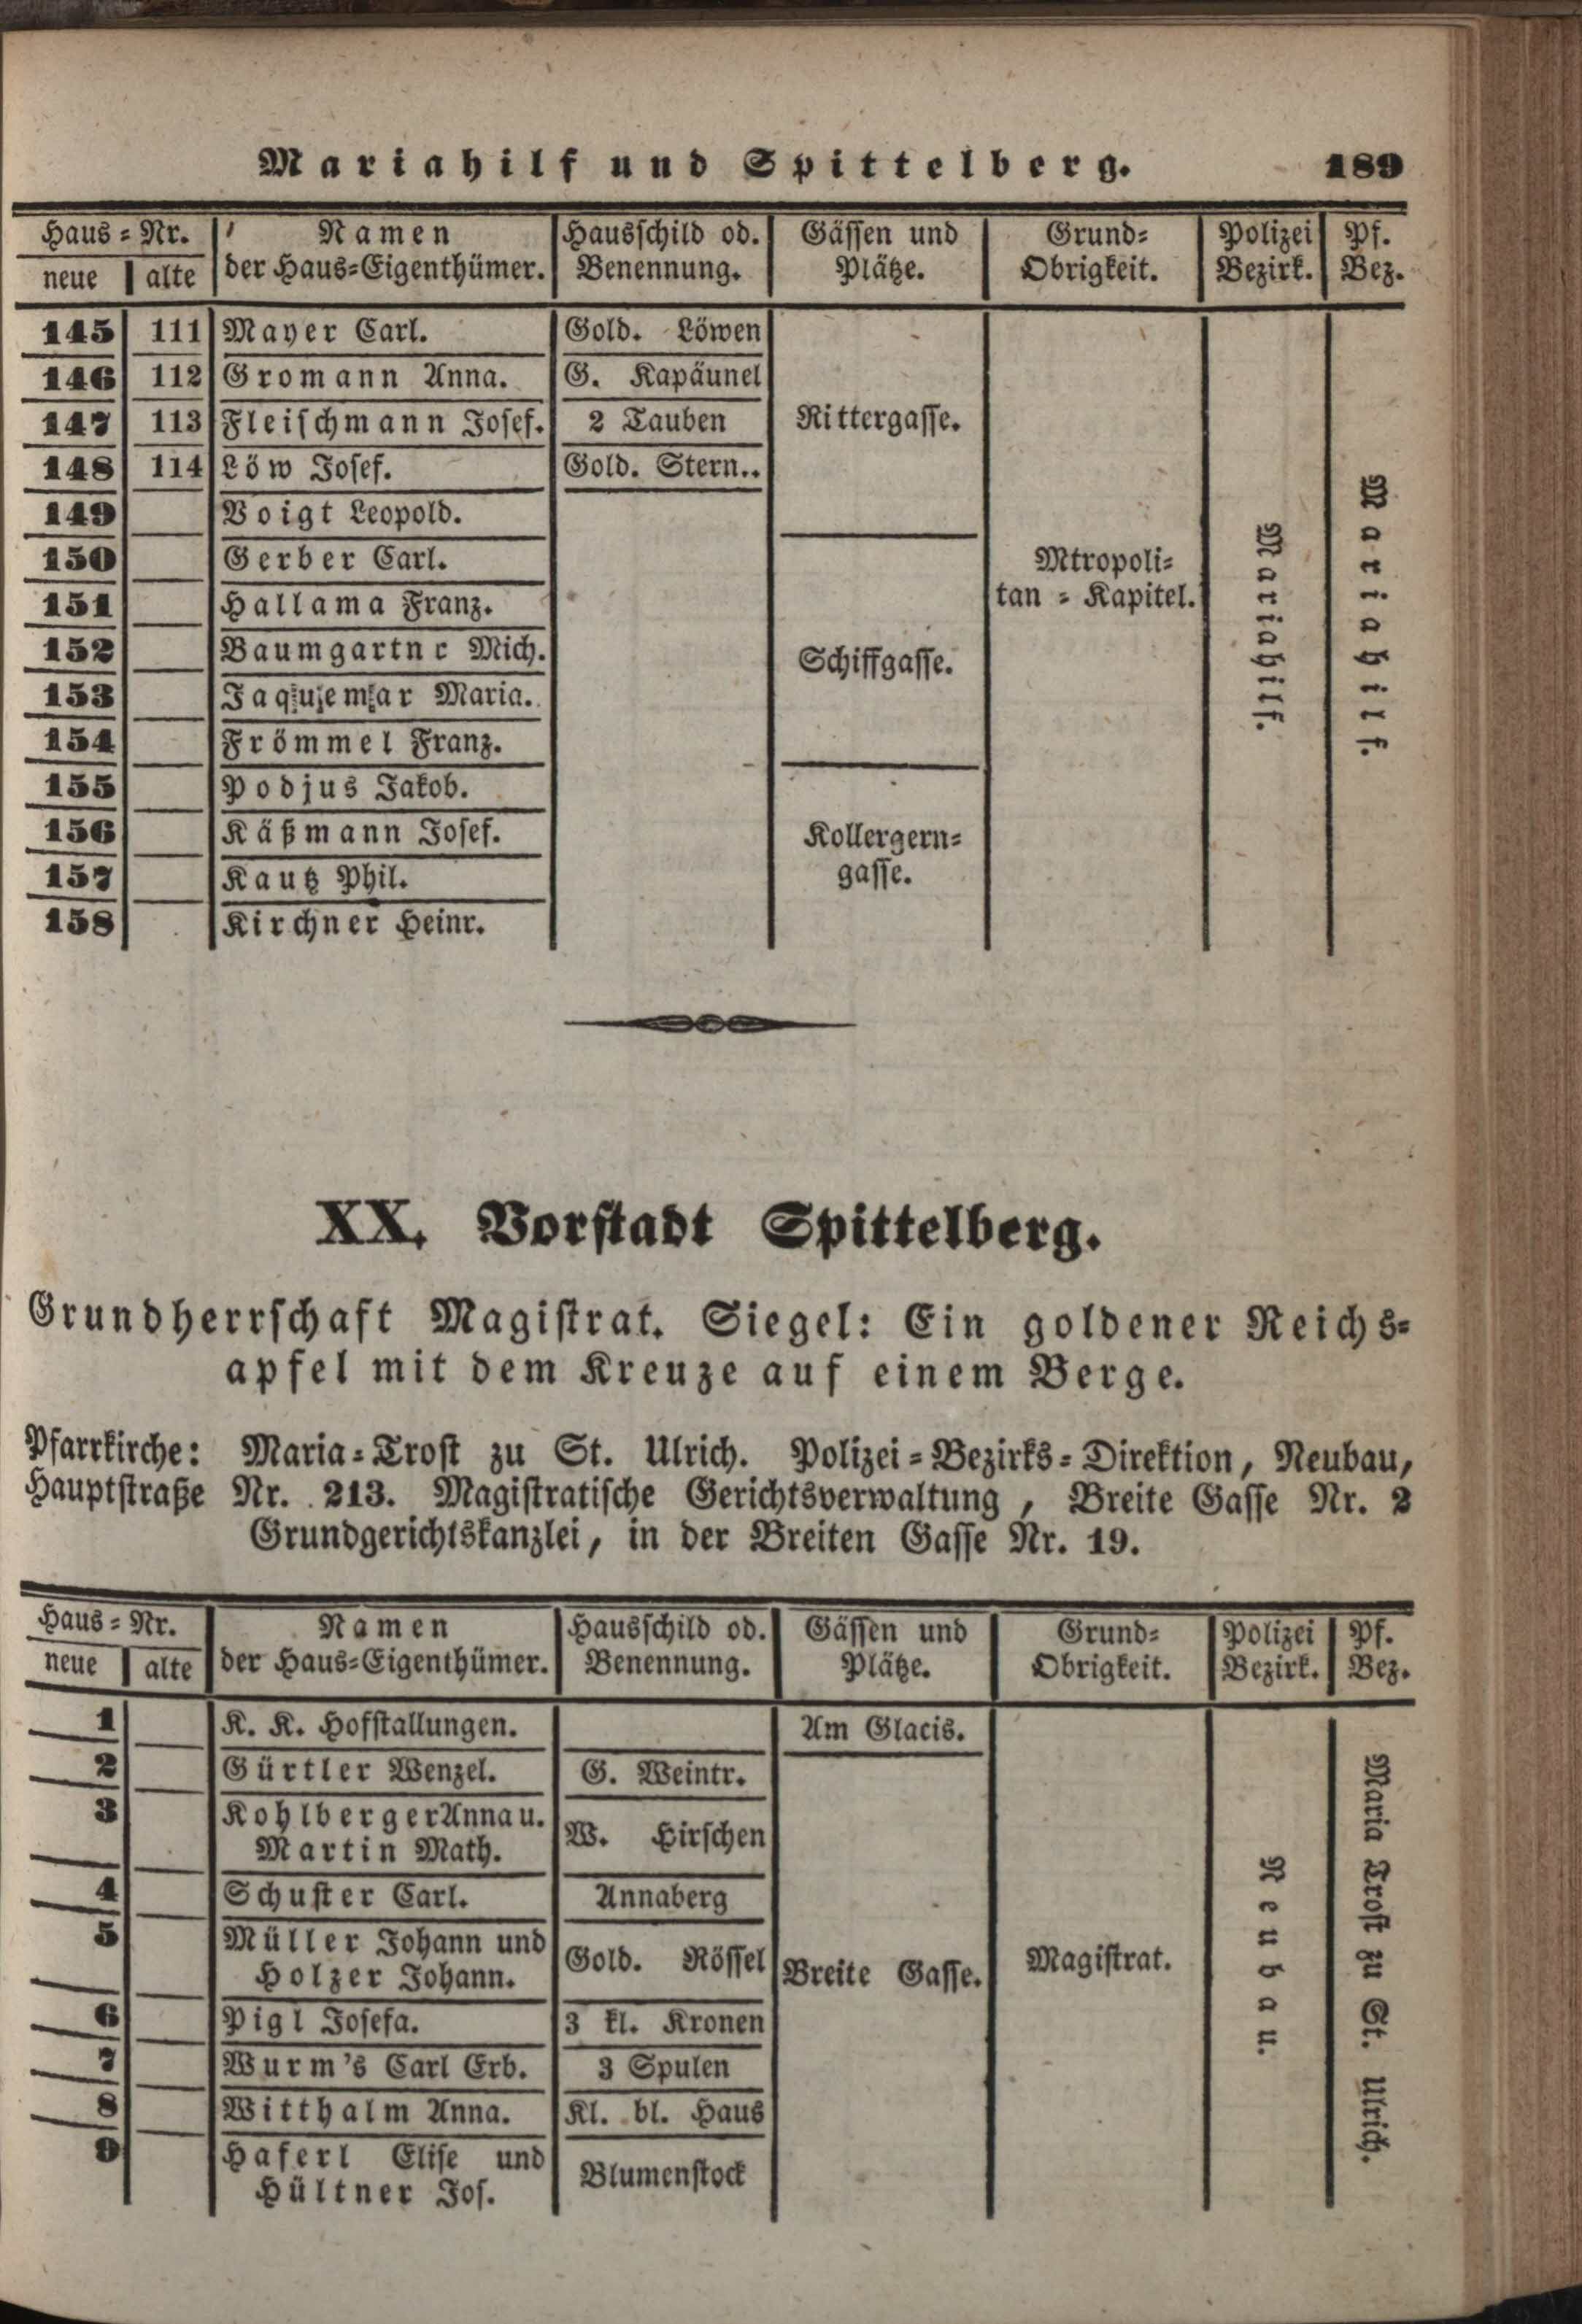 Mariahilf und Spittelberg. 189
Haus-Nr. Namen Hausschild od. Gässen und Grund- Polizei Pf.
neue alte der Haus-Eigenthümer. Benennung. Plätze. Obrigkeit. Bezirk. Bez.
145 111 Mayer Carl. Gold. Löwen
146 112 Gromann Anna. G. Kapäunel
147 113 Fleischmann Josef. 2 Tauben Rittergasse.
148 114 Löw Josef. Gold. Stern..
149 Voigt Leopold.
150 Gerber Carl. Mtropoli-
151 Hallama Franz. tan-Kapitel.
152 Baumgartnr Mich. Schiffgasse.
153 Jaquemar Maria.
154 Frömmel Franz.
155 Podjus Jakob.
156 Käßmann Josef. Kollergern-
157 Kautz Phil. gasse.
158 Kirchner Heinr.
Mariahilf.
Mariahilf.
XX. Vorstadt Spittelberg.
Grundherrschaft Magistrat. Siegel: Ein goldener Reichs-
apfel mit dem Kreuze auf einem Berge.
Pfarrkirche: Maria-Trost zu St. Ulrich. Polizei-Bezirks-Direktion, Neubau,
Hauptstraße Nr. 213. Magistratische Gerichtsverwaltung, Breite Gasse Nr. 2
Grundgerichtskanzlei, in der Breiten Gasse Nr. 19.
Haus-Nr. Namen Hausschild od. Gässen und Grund- Polizei Pf.
neue alte der Haus-Eigenthümer. Benennung. Plätze. Obrigkeit. Bezirk. Bez.
1 K. K. Hofstallungen. Am Glacis.
2 Gürtler Wenzel. G. Weintr.
3 Kohlberger Anna u.
Martin Math. W. Hirschen
4 Schuster Carl. Annaberg
5 Müller Johann und
Holzer Johann. Gold. Rössel Breite Gasse. Magistrat.
6 Pigl Josefa. 3 kl. Kronen
7 Wurm's Carl Erb. 3 Spulen
8 Witthalm Anna. Kl. bl. Haus
9 Haferl Elise und
Hültner Jos. Blumenstock
Neubau.
Maria Trost zu St. Ulrich.